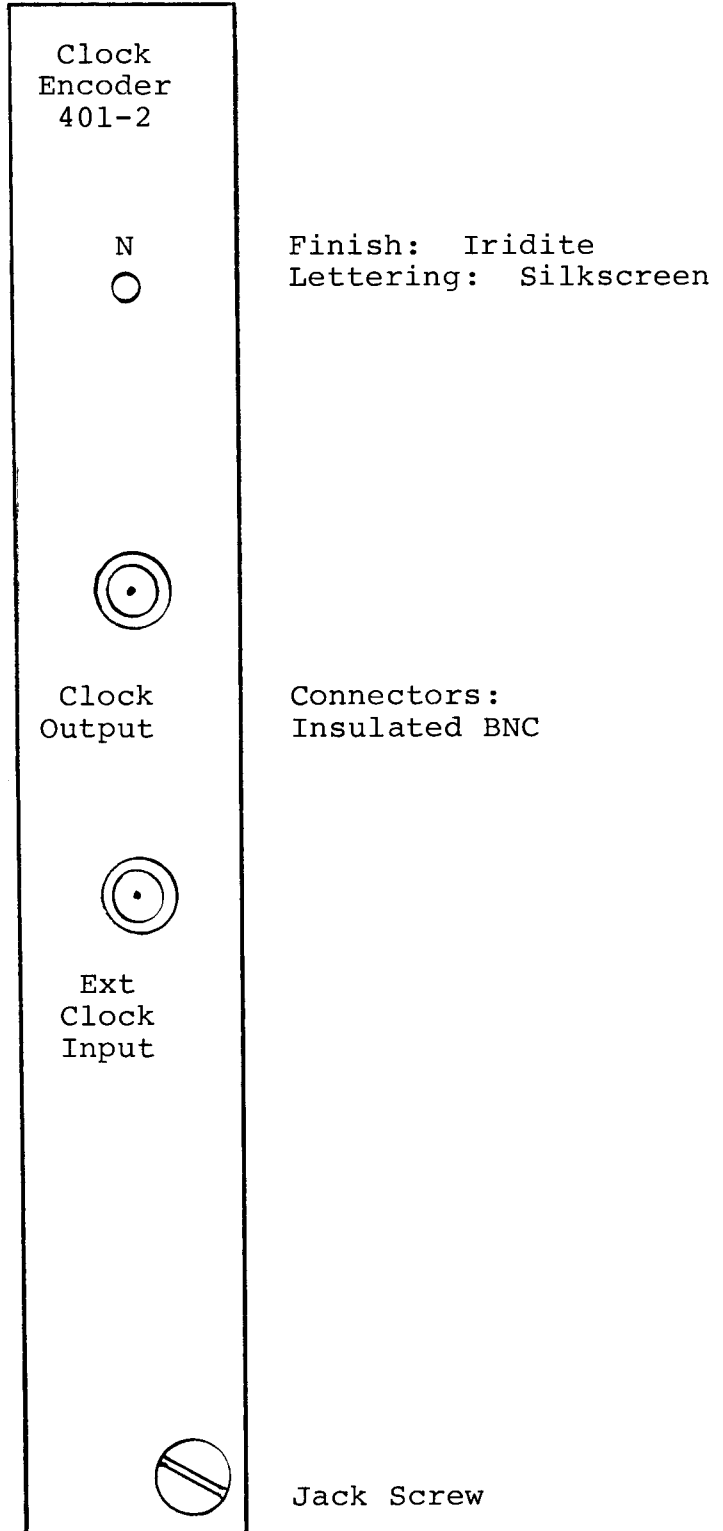 Clock
Encoder
401-2
N
Finish: Iridite
Lettering: Silkscreen
Clock
Output
Connectors:
Insulated BNC
Ext
Clock
Input
Jack Screw